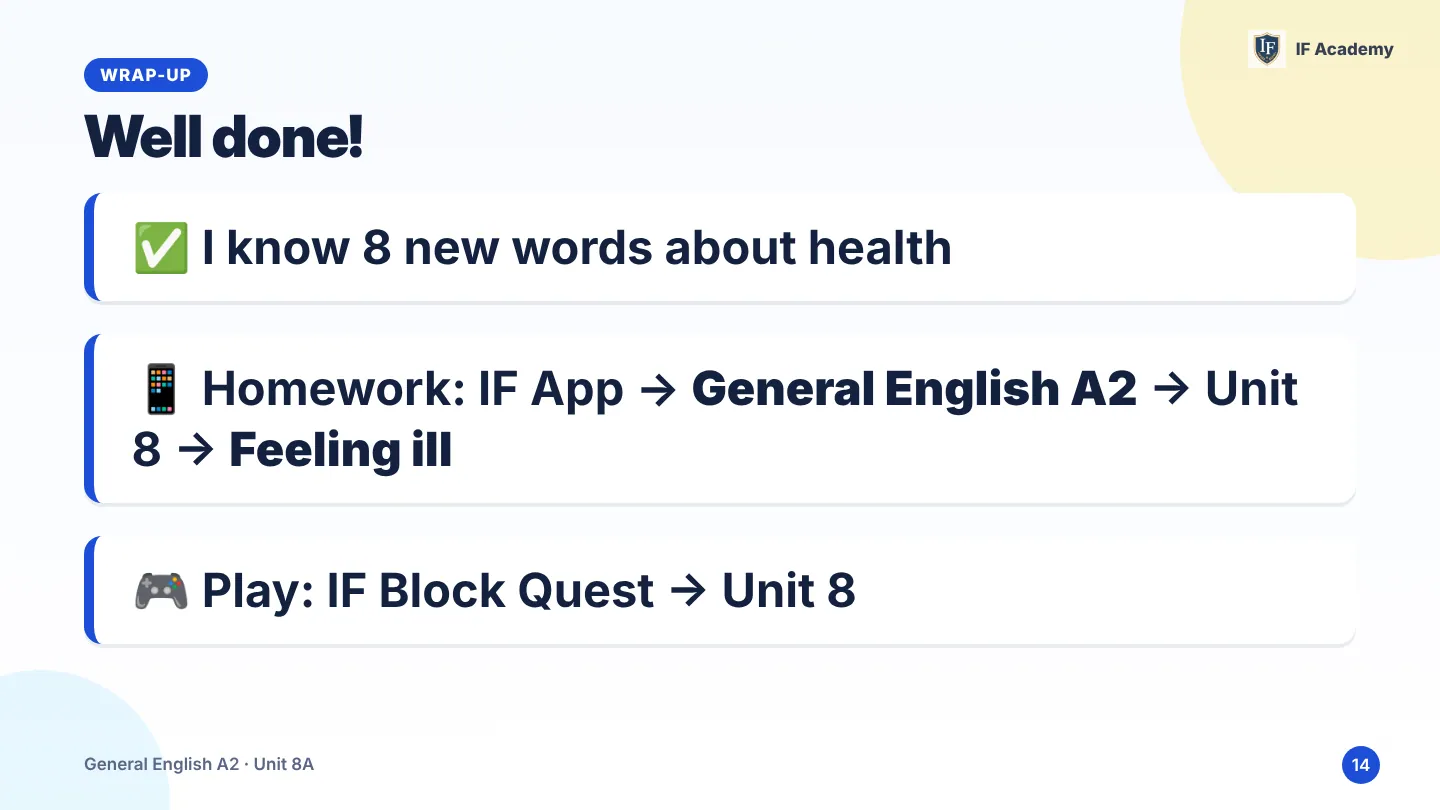 IF Academy
WRAP-UP
Well done!
✅ I know 8 new words about health
📱 Homework: IF App → General English A2 → Unit
8 → Feeling ill
🎮 Play: IF Block Quest → Unit 8
General English A2 · Unit 8A
14